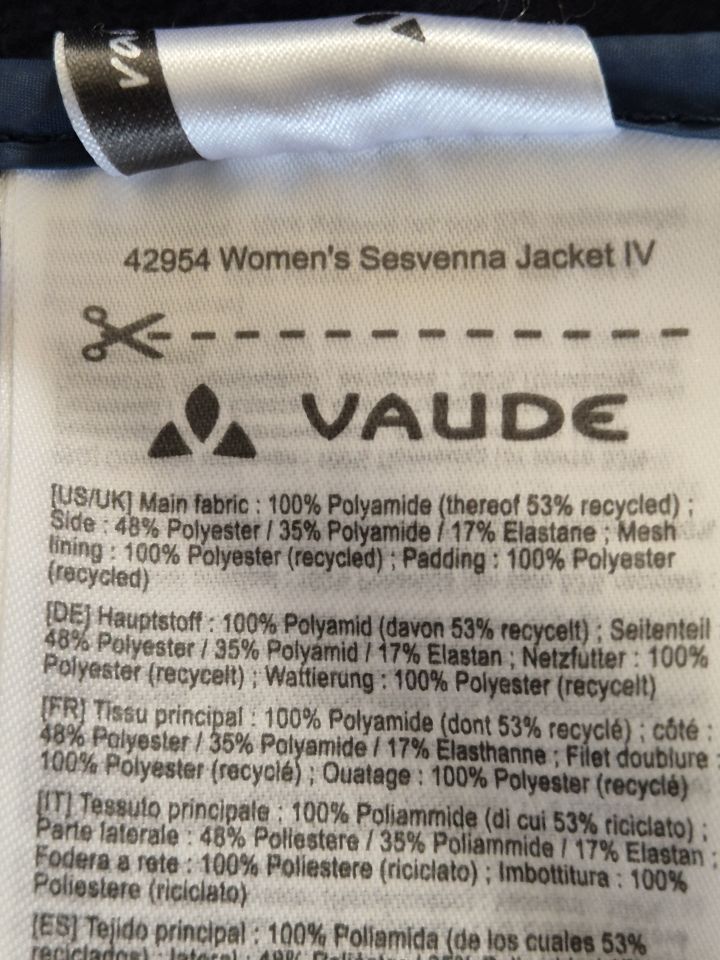 va
42954 Women's Sesvenna Jacket IV
VAUDE
[US/UK] Main fabric : 100% Polyamide (thereof 53% recycled) ;
Side : 48% Polyester / 35% Polyamide / 17% Elastane ; Mesh
lining : 100% Polyester (recycled) ; Padding : 100% Polyester
(recycled)
[DE] Hauptstoff : 100% Polyamid (davon 53% recycelt) ; Seitenteil :
48% Polyester / 35% Polyamid / 17% Elastan ; Netzfutter : 100%
Polyester (recycelt) ; Wattierung : 100% Polyester (recycelt)
[FR] Tissu principal : 100% Polyamide (dont 53% recyclé) ; côté :
48% Polyester / 35% Polyamide / 17% Elasthanne ; Filet doublure :
100% Polyester (recyclé) ; Ouatage : 100% Polyester (recyclé)
[IT] Tessuto principale : 100% Poliammide (di cui 53% riciclato) ;
Parte laterale : 48% Poliestere / 35% Poliammide / 17% Elastan ;
Fodera a rete : 100% Poliestere (riciclato) ; Imbottitura : 100%
Poliestere (riciclato)
[ES] Tejido principal : 100% Poliamida (de los cuales 53%
reciclados) ; lateral : 48%